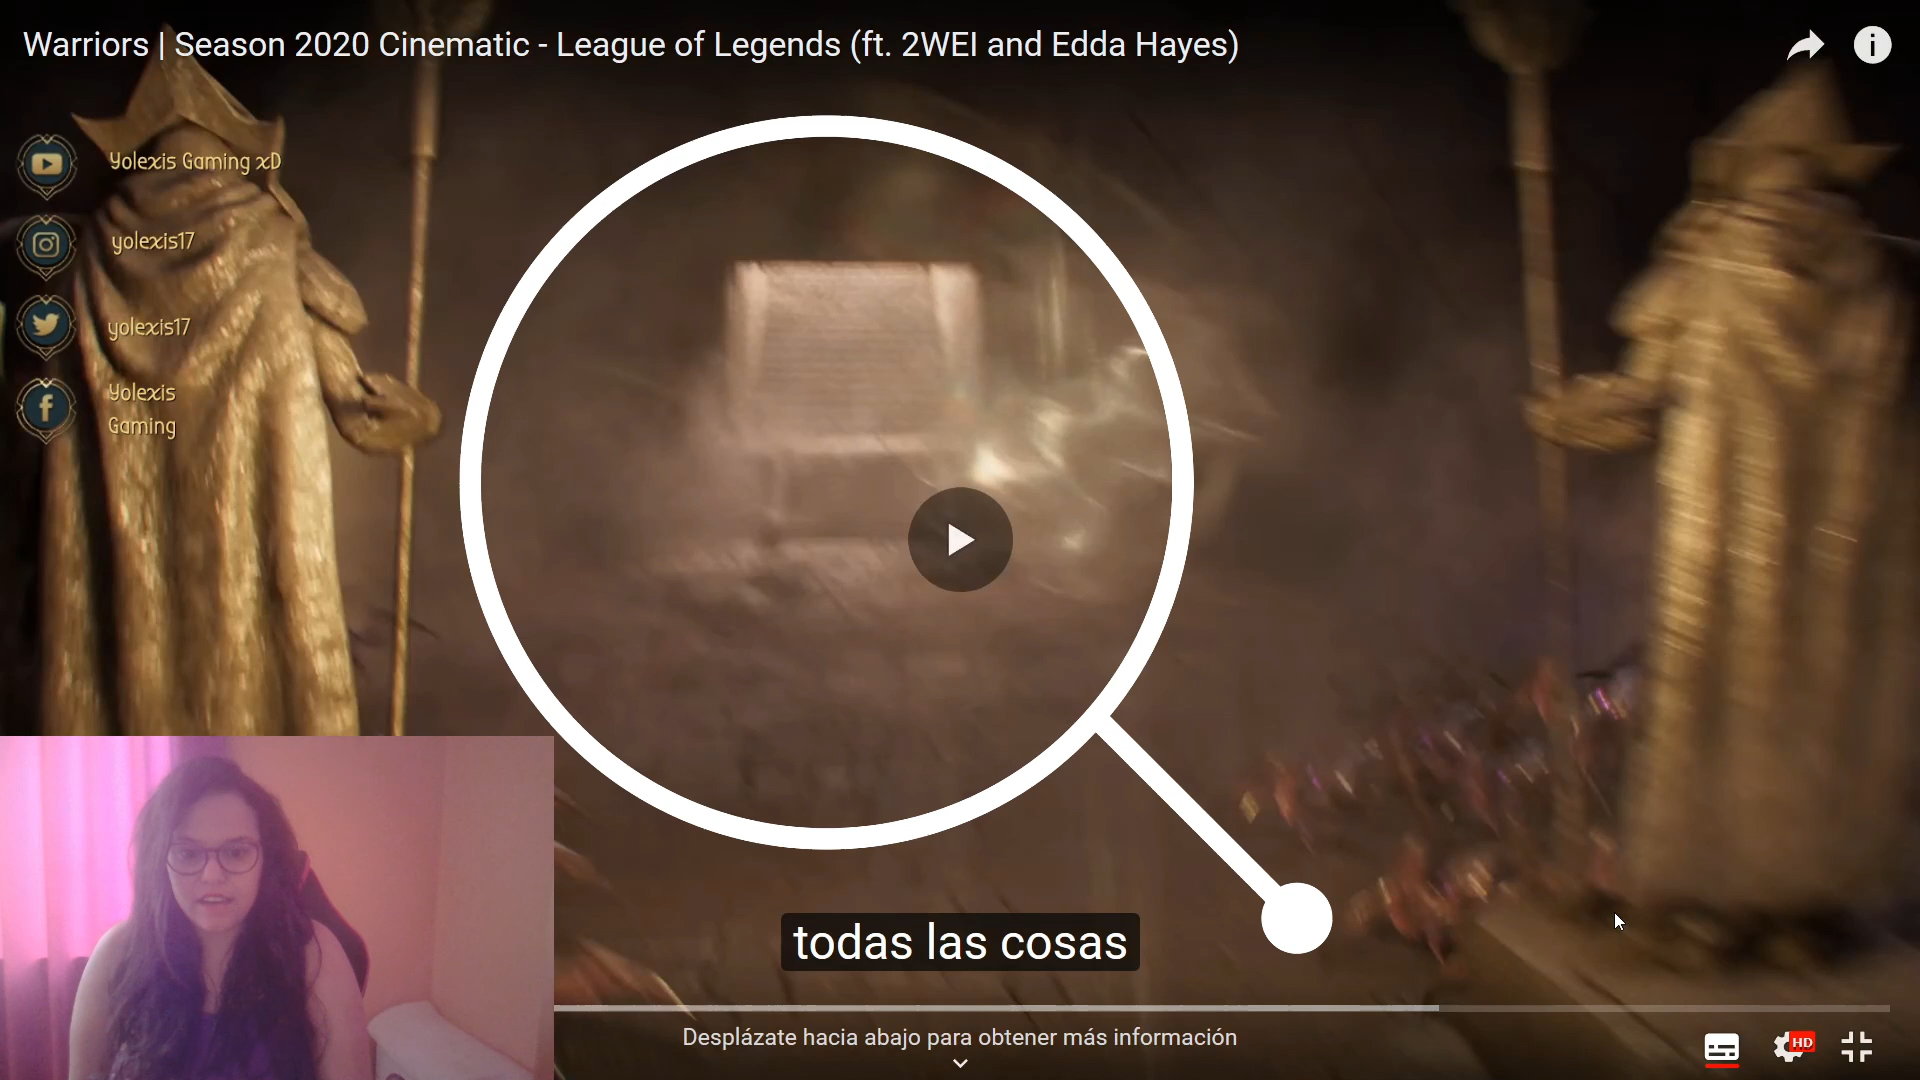 Warriors | Season 2020 Cinematic - League of Legends (ft. 2WEI and Edda Hayes)
Yolexis Gaming xD
yolexis17
yolexis17
Yolexis
Gaming
todas las cosas
Desplázate hacia abajo para obtener más información
HD